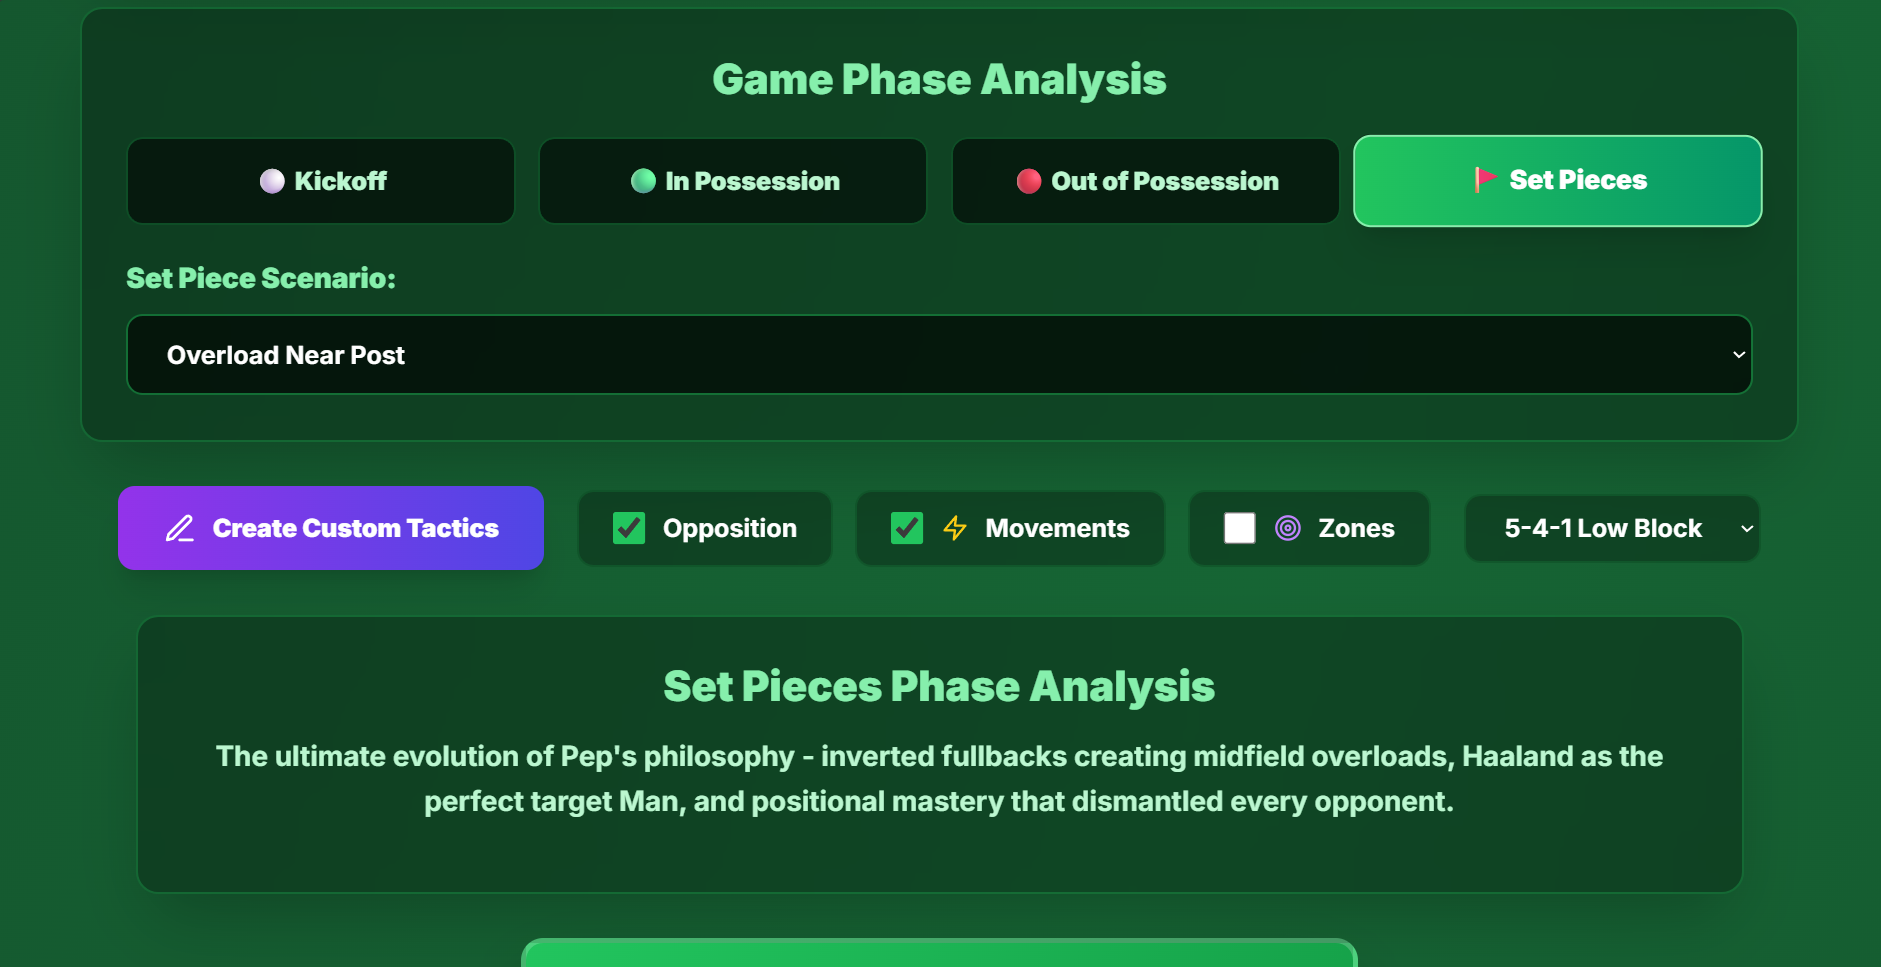 Game Phase Analysis
Kickoff
In Possession
Out of Possession
Set Pieces
Set Piece Scenario:
Overload Near Post
Create Custom Tactics
Opposition
Movements
Zones
5-4-1 Low Block
Set Pieces Phase Analysis
The ultimate evolution of Pep's philosophy - inverted fullbacks creating midfield overloads, Haaland as the
perfect target Man, and positional mastery that dismantled every opponent.